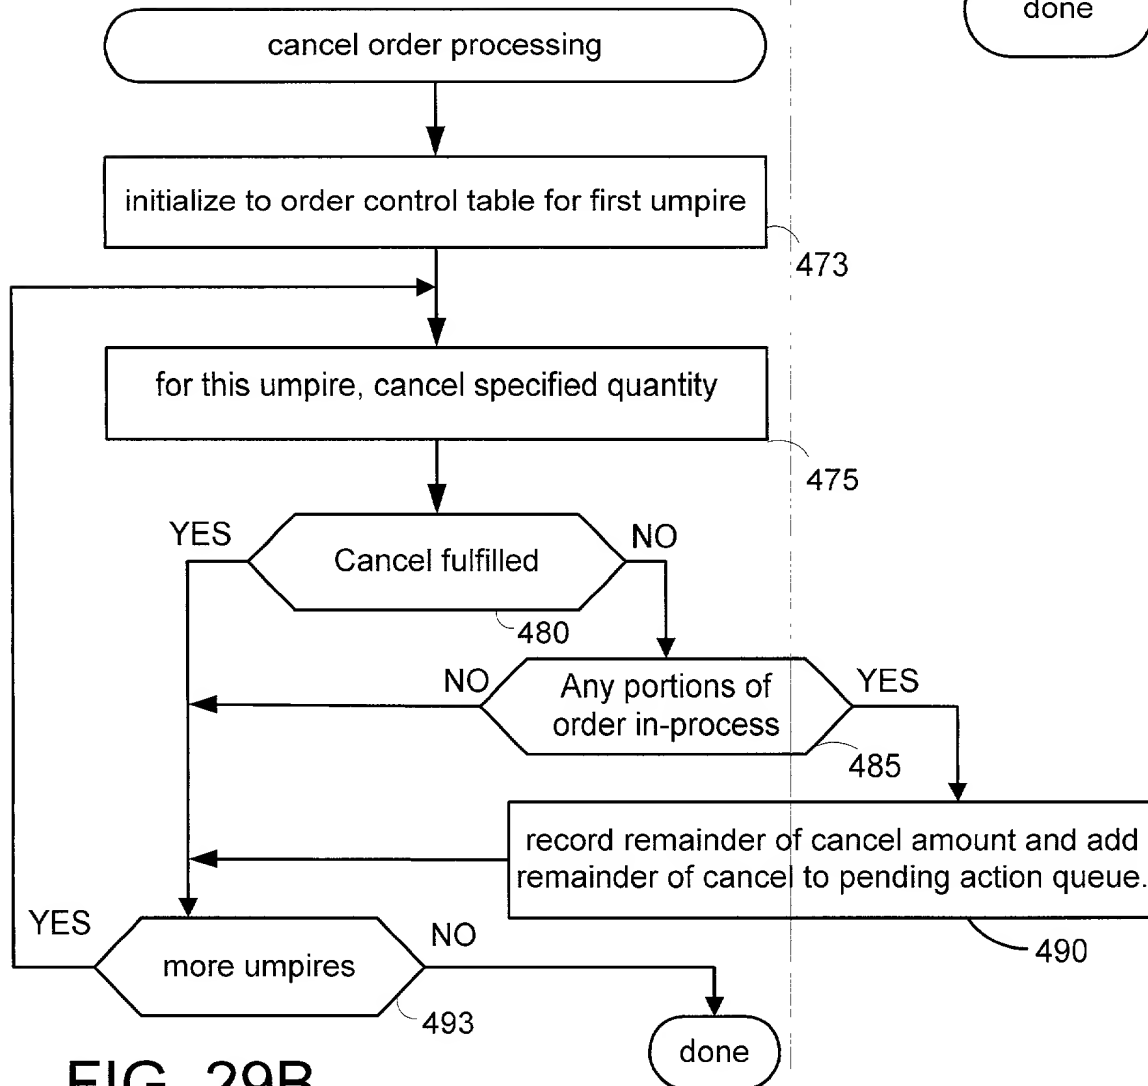 done
cancel order processing
initialize to order control table for first umpire
473
for this umpire, cancel specified quantity
475
YES
NO
Cancel fulfilled
480
NO
Any portions of
order in-process
YES
485
record remainder of cancel amount and add
remainder of cancel to pending action queue.
490
YES
more umpires
NO
493
done
FIG. 29B